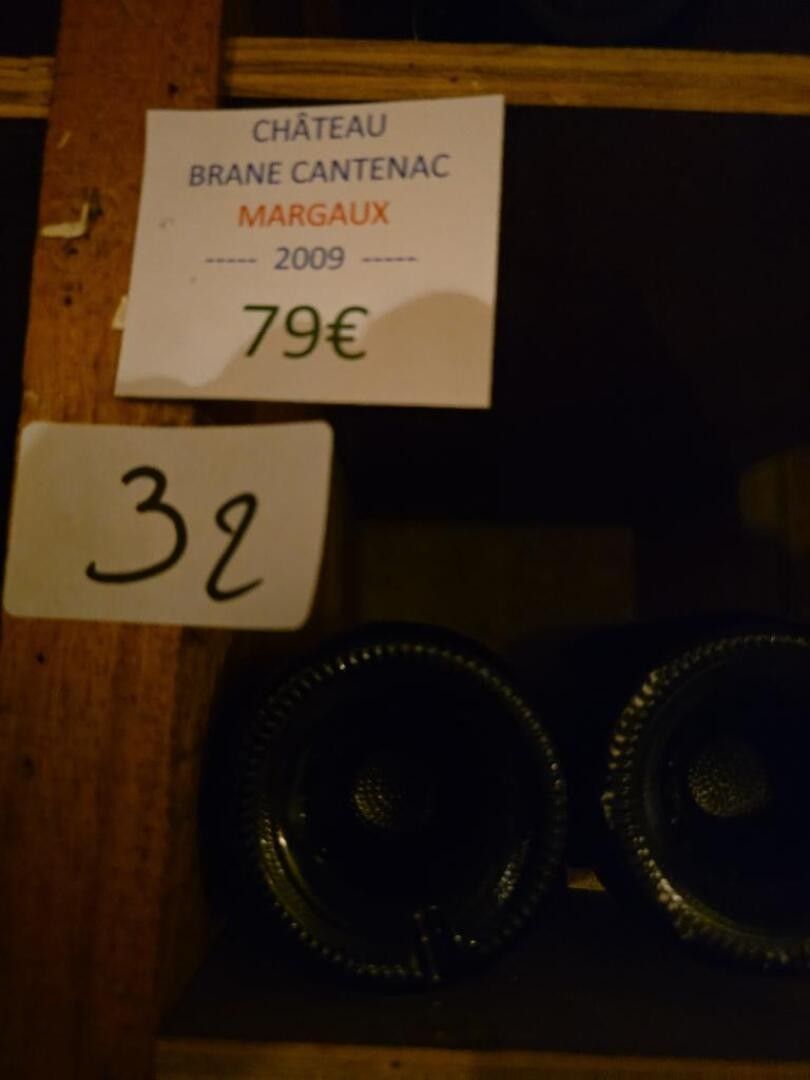 CHÂTEAU
BRANE CANTENAC
MARGAUX
----- 2009 -----
79€
32